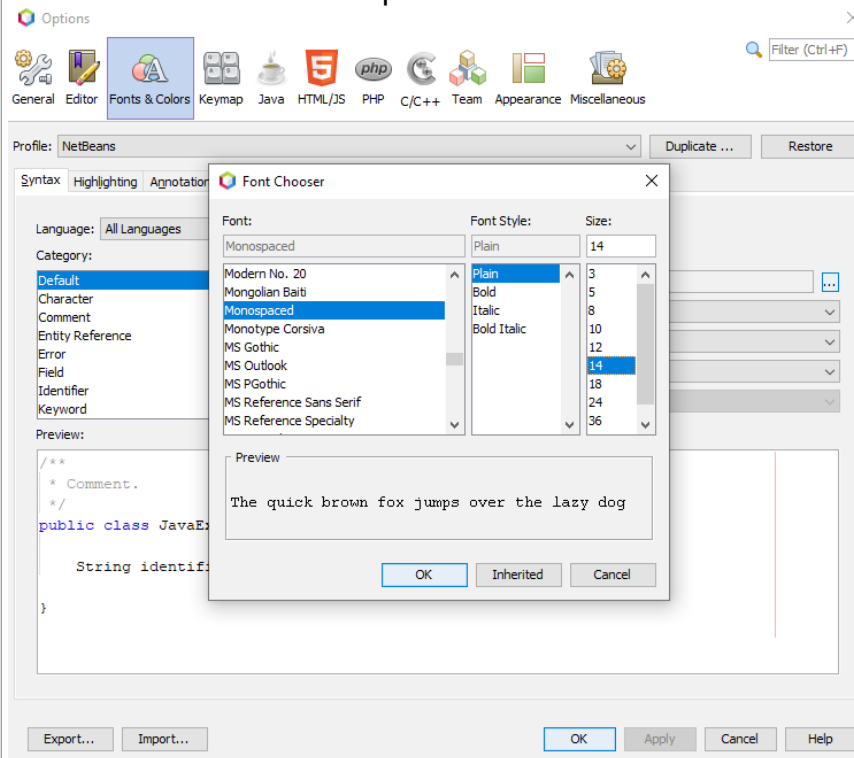 Options
Filter (Ctrl+F)
General Editor Fonts & Colors Keymap Java HTML/JS PHP C/C++ Team Appearance Miscellaneous
Profile: NetBeans Duplicate ... Restore
Syntax Highlighting Annotation
Language: All Languages
Category:
Default
Character
Comment
Entity Reference
Error
Field
Identifier
Keyword
...
Preview:
/**
* Comment.
*/
public class JavaEx
String identifi
}
Font Chooser
Font: Font Style: Size:
Monospaced Plain 14
Modern No. 20 Plain 3
Mongolian Baiti Bold 5
Monospaced Italic 8
Monotype Corsiva Bold Italic 10
MS Gothic 12
MS Outlook 14
MS PGothic 18
MS Reference Sans Serif 24
MS Reference Specialty 36
Preview
The quick brown fox jumps over the lazy dog
OK Inherited Cancel
Export... Import... OK Apply Cancel Help